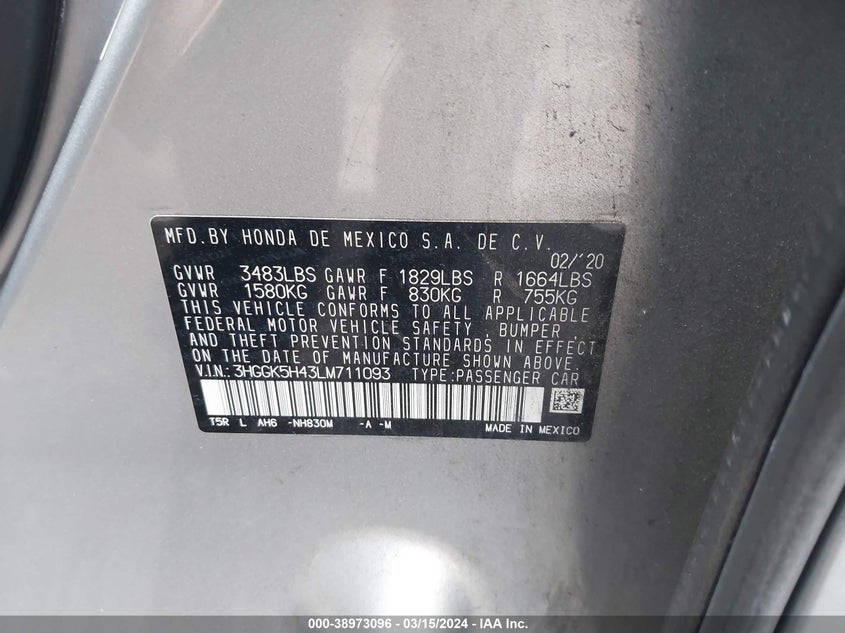 MFD.BY HONDA DE MEXICO S.A. DE C.V.
02/'20
GVWR 3483LBS GAWR F 1829LBS R 1664LBS
GVWR 1580KG GAWR F 830KG R 755KG
THIS VEHICLE CONFORMS TO ALL APPLICABLE
FEDERAL MOTOR VEHICLE SAFETY, BUMPER,
AND THEFT PREVENTION STANDARDS IN EFFECT
ON THE DATE OF MANUFACTURE SHOWN ABOVE.
V.I.N.:3HGGK5H43LM711093 TYPE:PASSENGER CAR
T5R L AH6 -NH830M -A -M MADE IN MEXICO
000-38973096 - 03/15/2024 - IAA Inc.